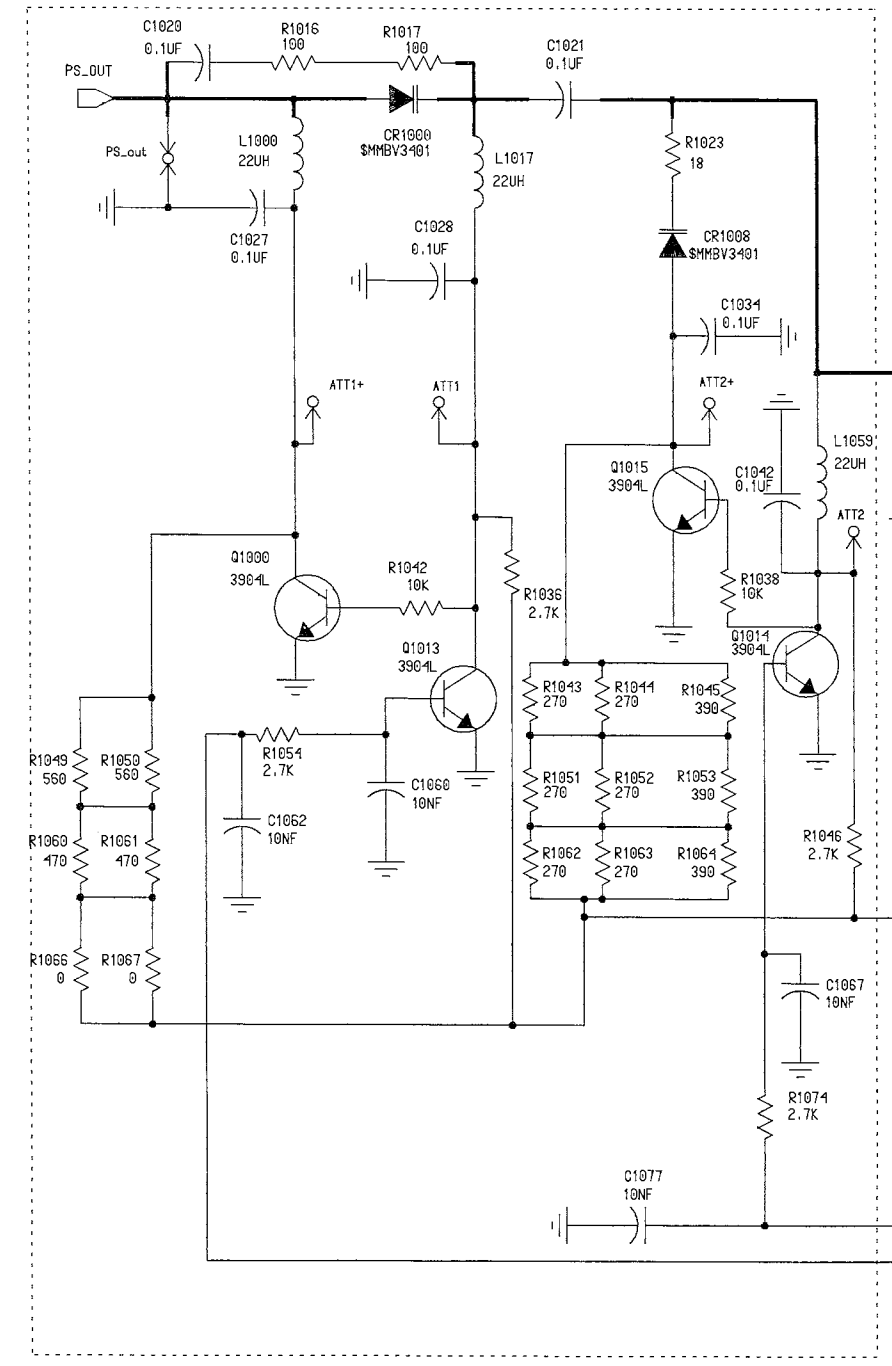 C1020
0.1UF
R1016
100
R1017
100
C1021
0.1UF
PS_OUT
CR1000
$MMBV3401
PS_out
L1000
22UH
L1017
22UH
R1023
18
C1027
0.1UF
C1028
0.1UF
CR1008
$MMBV3401
C1034
0.1UF
ATT1+
ATT1
ATT2+
L1059
22UH
Q1015
3904L
C1042
0.1UF
ATT2
Q1000
3904L
R1042
10K
R1036
2.7K
R1038
10K
Q1013
3904L
Q1014
3904L
R1043
270
R1044
270
R1045
390
R1049
560
R1050
560
R1054
2.7K
C1060
10NF
R1051
270
R1052
270
R1053
390
C1062
10NF
R1060
470
R1061
470
R1062
270
R1063
270
R1064
390
R1046
2.7K
R1066
0
R1067
0
C1067
10NF
R1074
2.7K
C1077
10NF